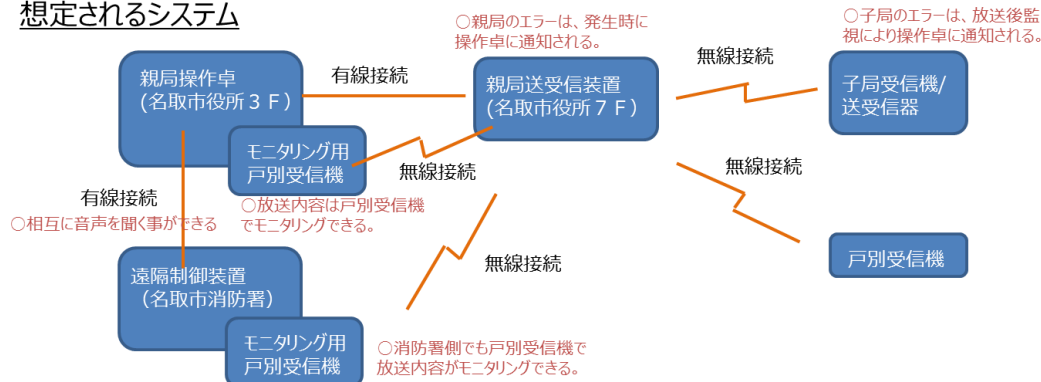 想定されるシステム
○親局のエラーは、発生時に
操作卓に通知される。
○子局のエラーは、放送後監
視により操作卓に通知される。
親局操作卓
(名取市役所３Ｆ)
有線接続
親局送受信装置
(名取市役所７Ｆ)
無線接続
子局受信機/
送受信器
モニタリング用
戸別受信機
無線接続
無線接続
有線接続
○相互に音声を聞く事ができる
○放送内容は戸別受信機
でモニタリングできる。
戸別受信機
遠隔制御装置
（名取市消防署）
無線接続
モニタリング用
戸別受信機
○消防署側でも戸別受信機で
放送内容がモニタリングできる。